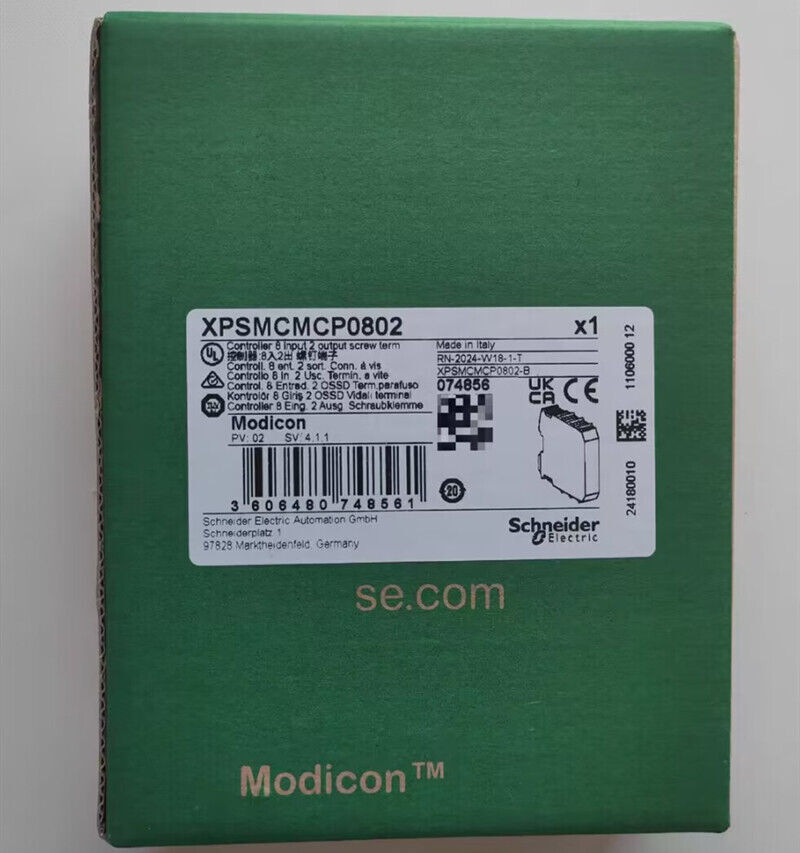 XPSMCMCP0802 x1
Controller 8 Input 2 output screw term
控制器:8入2出 螺钉端子
Controll. 8 ent. 2 sort. Conn. à vis
Controllo 8 In. 2 Usc. Termin. a vite
Control. 8 Entrad. 2 OSSD Term.parafuso
Kontrolör 8 Giriş 2 OSSD Vidalı terminal
Controller 8 Eing. 2 Ausg. Schraubklemme
Made in Italy
RN-2024-W18-1-T
XPSMCMCP0802-B
074856
UK
CA
CE
UL
Modicon
PV: 02 SV: 4.1.1
3 606480 748561
20
Schneider Electric Automation GmbH
Schneiderplatz 1
97828 Marktheidenfeld, Germany
Schneider
Electric
1106000 12
24180010
se.com
Modicon™